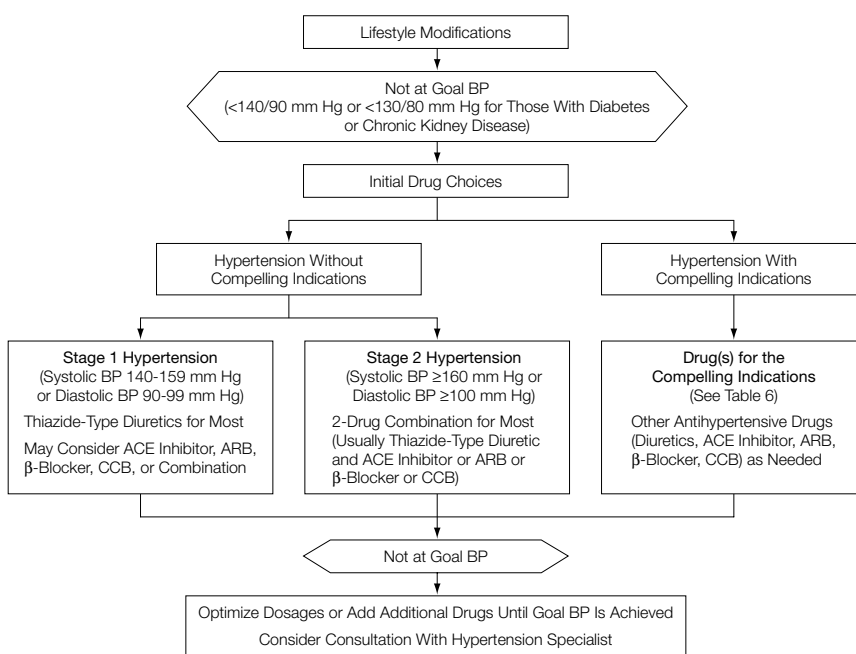 Lifestyle Modifications
Not at Goal BP
(<140/90 mm Hg or <130/80 mm Hg for Those With Diabetes
or Chronic Kidney Disease)
Initial Drug Choices
Hypertension Without
Compelling Indications
Hypertension With
Compelling Indications
Stage 1 Hypertension
(Systolic BP 140-159 mm Hg
or Diastolic BP 90-99 mm Hg)
Thiazide-Type Diuretics for Most
May Consider ACE Inhibitor, ARB,
β-Blocker, CCB, or Combination
Stage 2 Hypertension
(Systolic BP ≥160 mm Hg or
Diastolic BP ≥100 mm Hg)
2-Drug Combination for Most
(Usually Thiazide-Type Diuretic
and ACE Inhibitor or ARB or
β-Blocker or CCB)
Drug(s) for the
Compelling Indications
(See Table 6)
Other Antihypertensive Drugs
(Diuretics, ACE Inhibitor, ARB,
β-Blocker, CCB) as Needed
Not at Goal BP
Optimize Dosages or Add Additional Drugs Until Goal BP Is Achieved
Consider Consultation With Hypertension Specialist